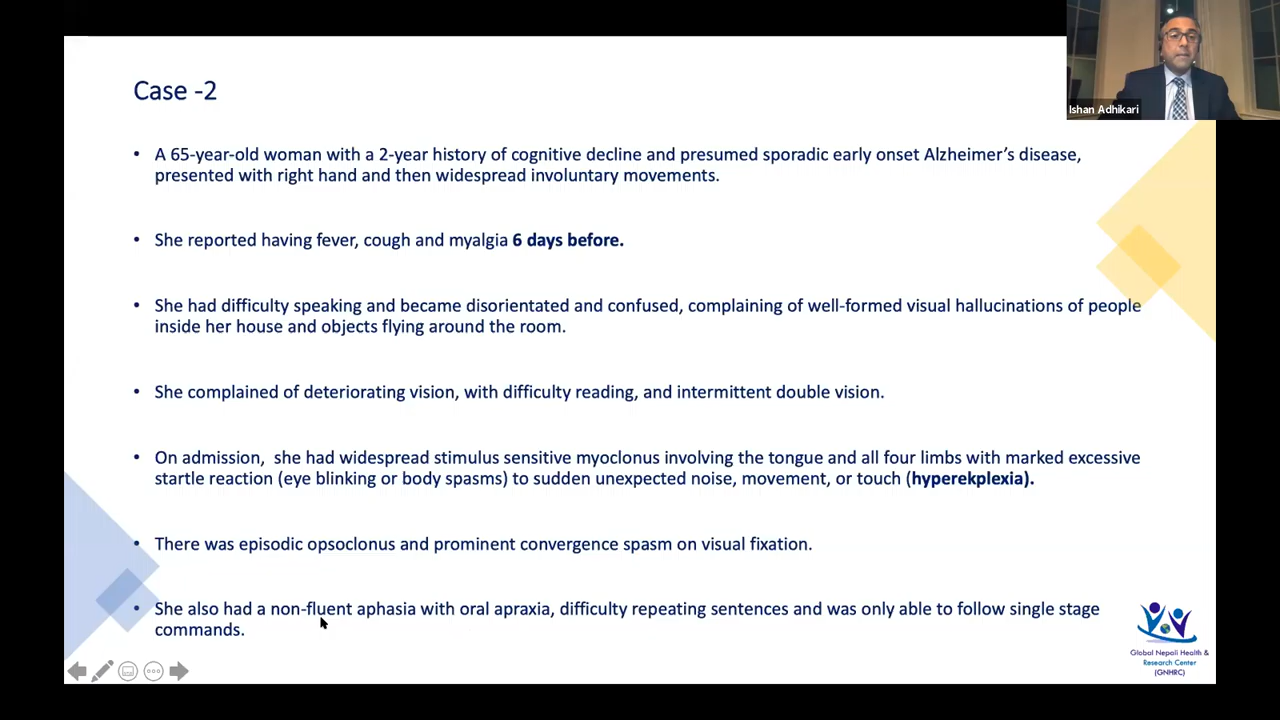 Ishan Adhikari
Case -2
• A 65-year-old woman with a 2-year history of cognitive decline and presumed sporadic early onset Alzheimer’s disease,
presented with right hand and then widespread involuntary movements.
• She reported having fever, cough and myalgia 6 days before.
• She had difficulty speaking and became disorientated and confused, complaining of well-formed visual hallucinations of people
inside her house and objects flying around the room.
• She complained of deteriorating vision, with difficulty reading, and intermittent double vision.
• On admission,  she had widespread stimulus sensitive myoclonus involving the tongue and all four limbs with marked excessive
startle reaction (eye blinking or body spasms) to sudden unexpected noise, movement, or touch (hyperekplexia).
• There was episodic opsoclonus and prominent convergence spasm on visual fixation.
• She also had a non-fluent aphasia with oral apraxia, difficulty repeating sentences and was only able to follow single stage
commands.
Global Nepali Health &
Research Center
(GNHRC)